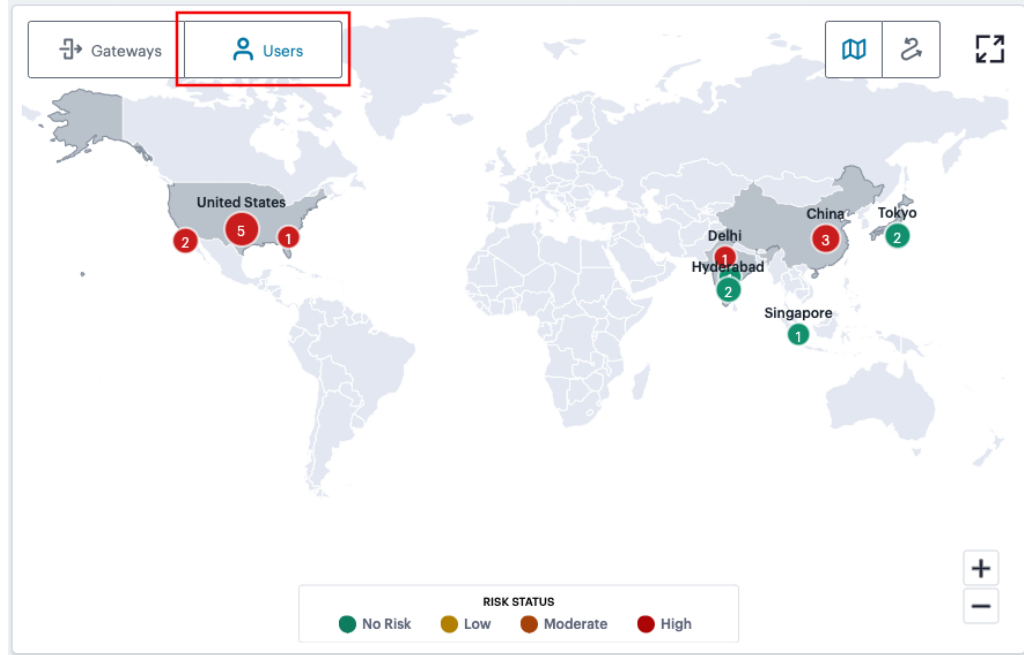 Gateways
Users
United States
5
2
1
China
3
Tokyo
2
Delhi
1
Hyderabad
2
Singapore
1
RISK STATUS
No Risk
Low
Moderate
High